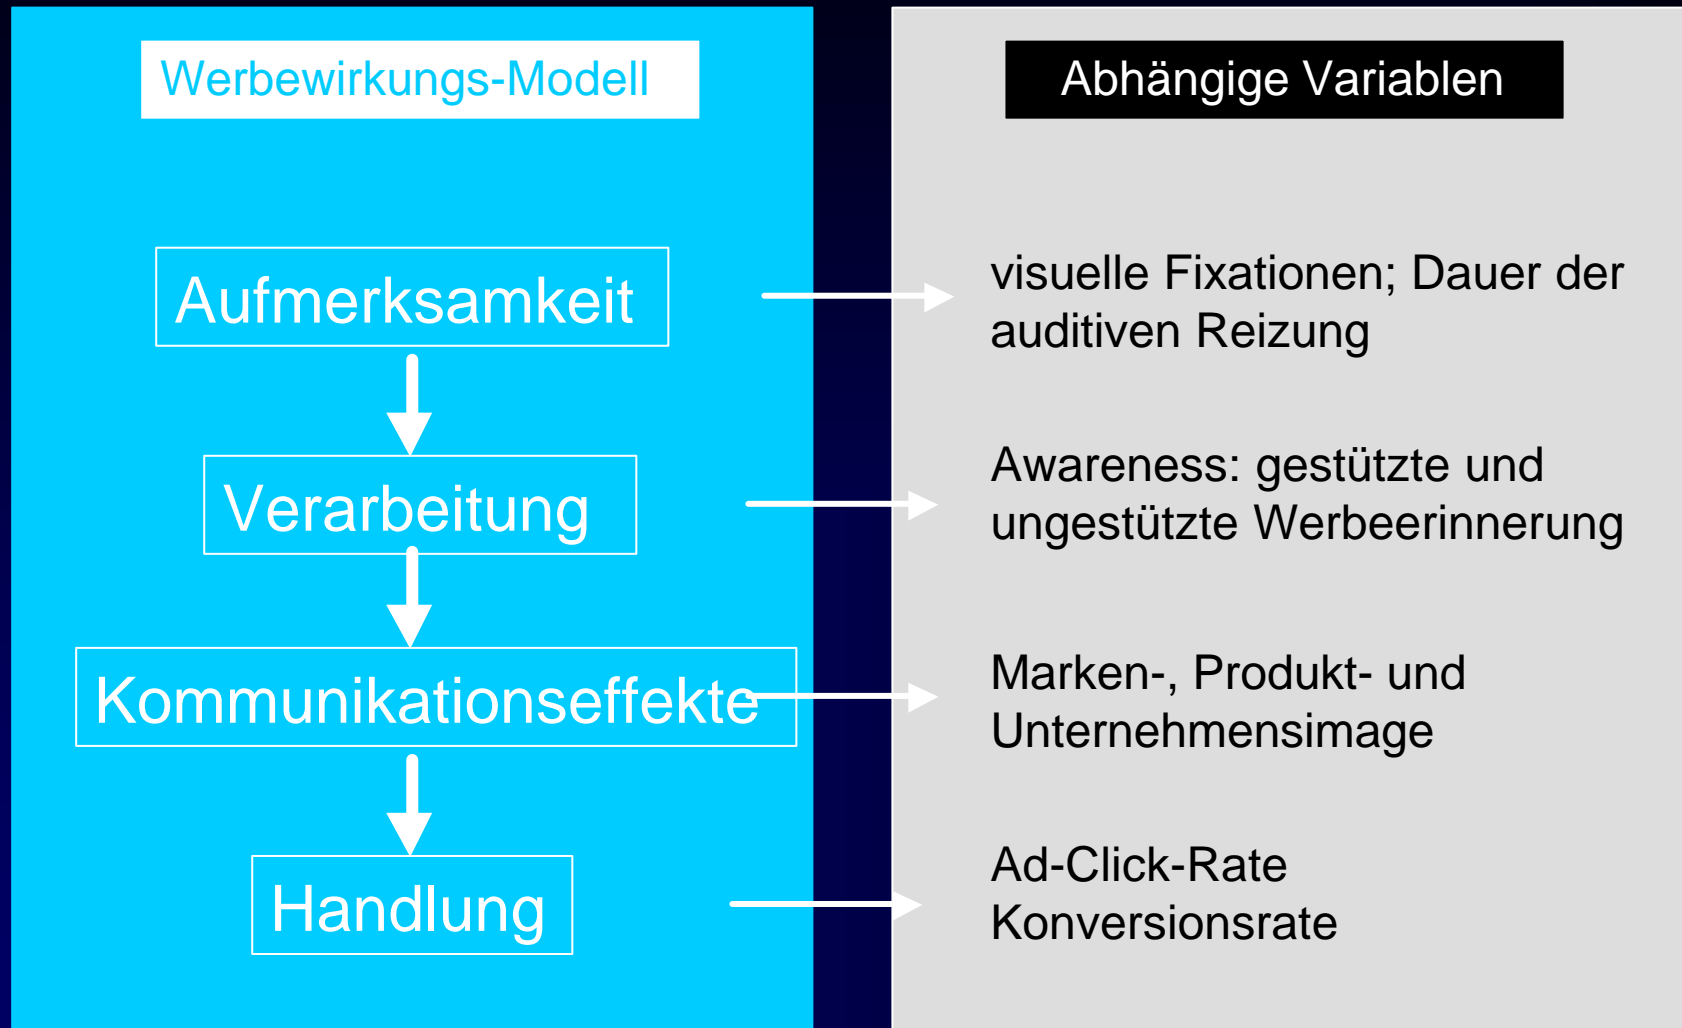 Werbewirkungs-Modell
Abhängige Variablen
Aufmerksamkeit
visuelle Fixationen; Dauer der
auditiven Reizung
Verarbeitung
Awareness: gestützte und
ungestützte Werbeerinnerung
Kommunikationseffekte
Marken-, Produkt- und
Unternehmensimage
Handlung
Ad-Click-Rate
Konversionsrate